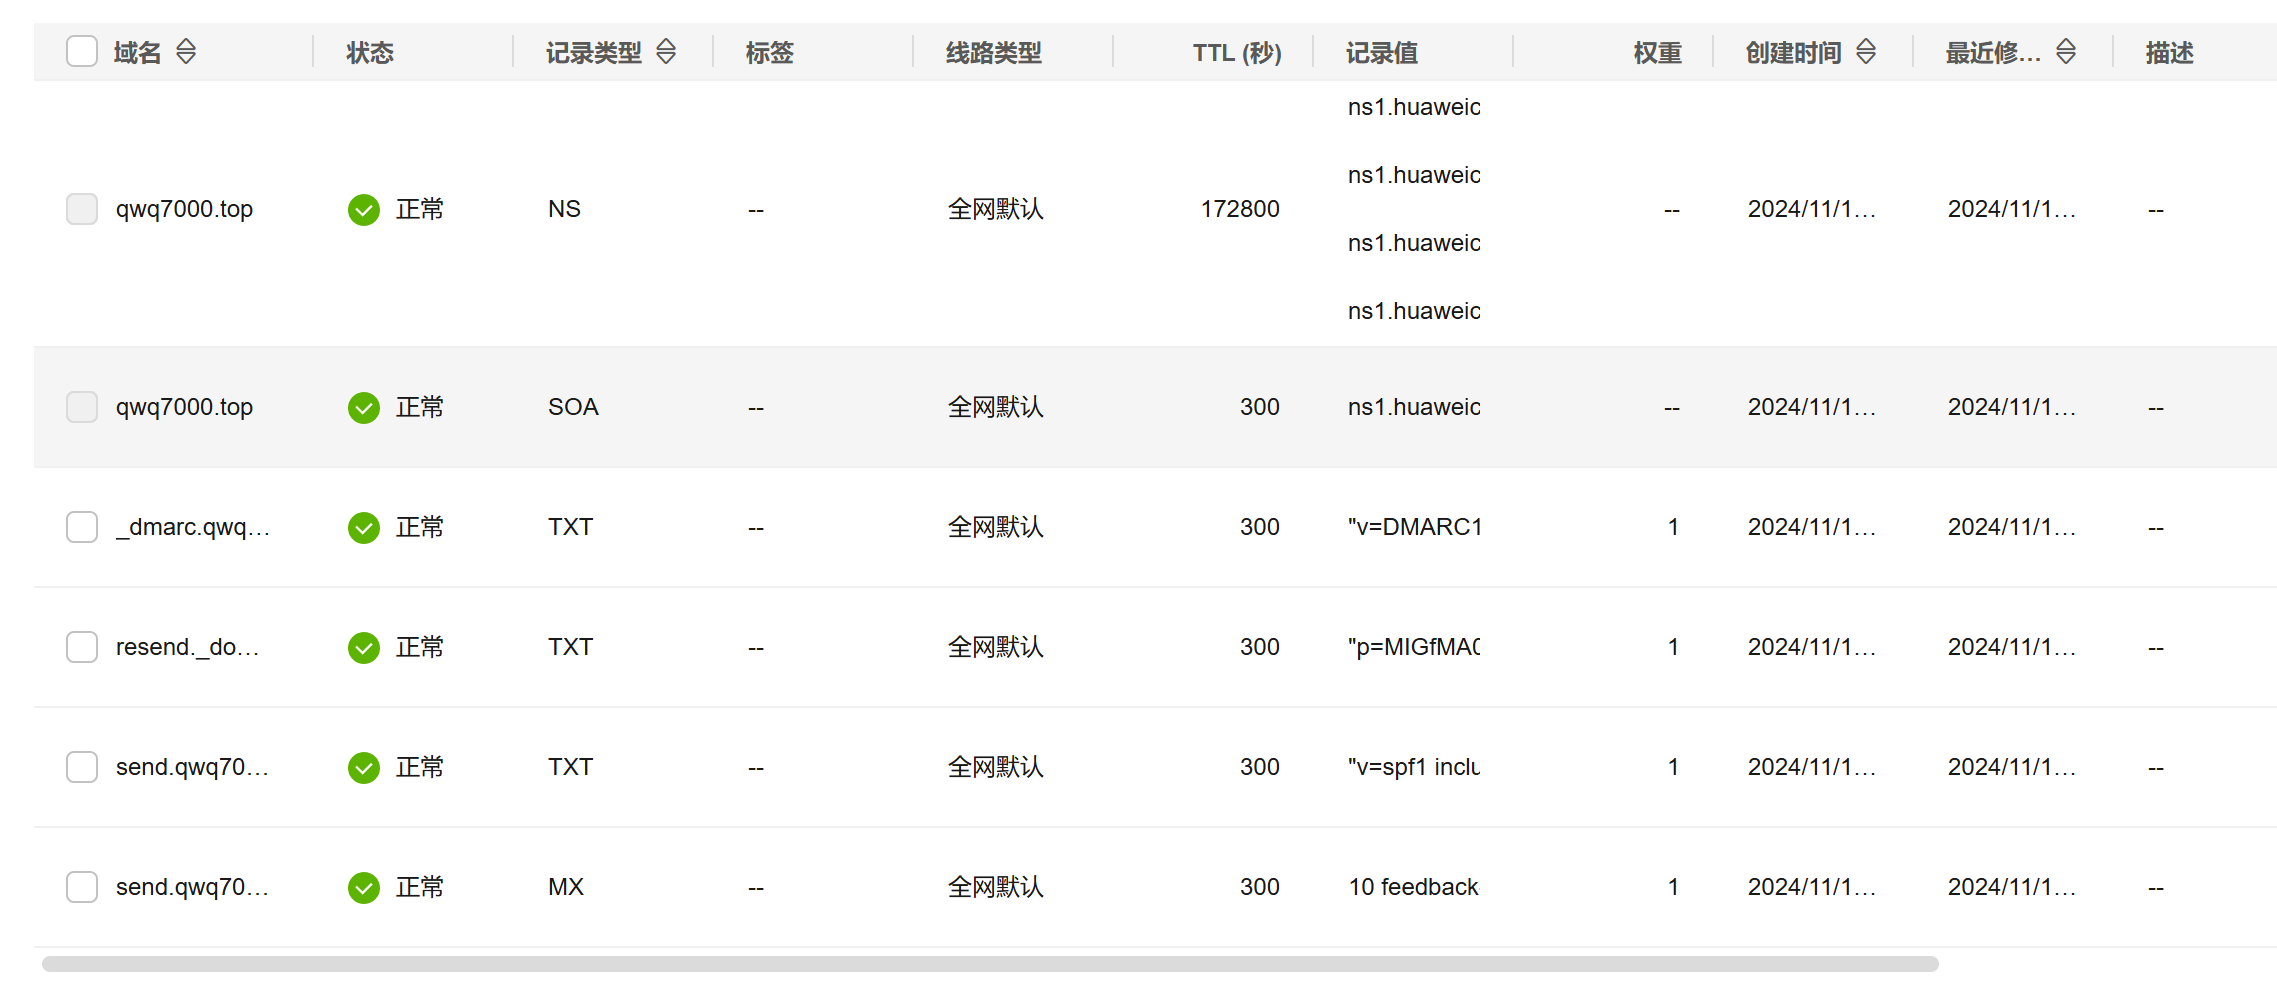 域名 状态 记录类型 标签 线路类型 TTL (秒) 记录值 权重 创建时间 最近修... 描述
ns1.huaweic
ns1.huaweic
qwq7000.top 正常 NS -- 全网默认 172800 -- 2024/11/1... 2024/11/1... --
ns1.huaweic
ns1.huaweic
qwq7000.top 正常 SOA -- 全网默认 300 ns1.huaweic -- 2024/11/1... 2024/11/1... --
_dmarc.qwq... 正常 TXT -- 全网默认 300 "v=DMARC1 1 2024/11/1... 2024/11/1... --
resend._do... 正常 TXT -- 全网默认 300 "p=MIGfMA0 1 2024/11/1... 2024/11/1... --
send.qwq70... 正常 TXT -- 全网默认 300 "v=spf1 inclu 1 2024/11/1... 2024/11/1... --
send.qwq70... 正常 MX -- 全网默认 300 10 feedback 1 2024/11/1... 2024/11/1... --